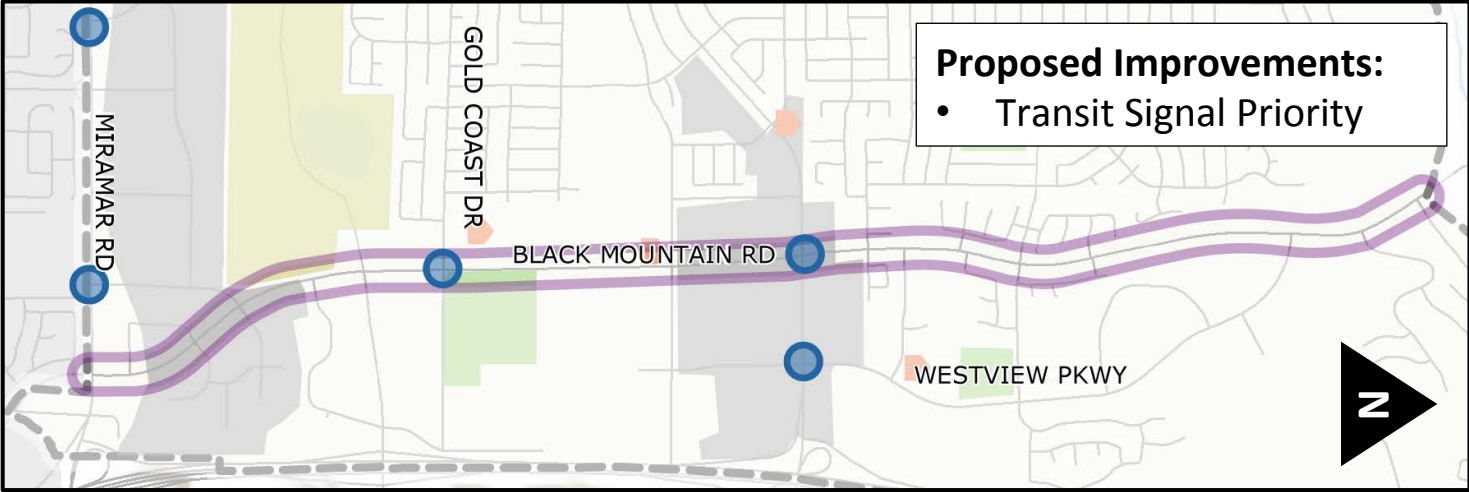 Proposed Improvements:
• Transit Signal Priority
GOLD COAST DR
MIRAMAR RD
BLACK MOUNTAIN RD
WESTVIEW PKWY
N